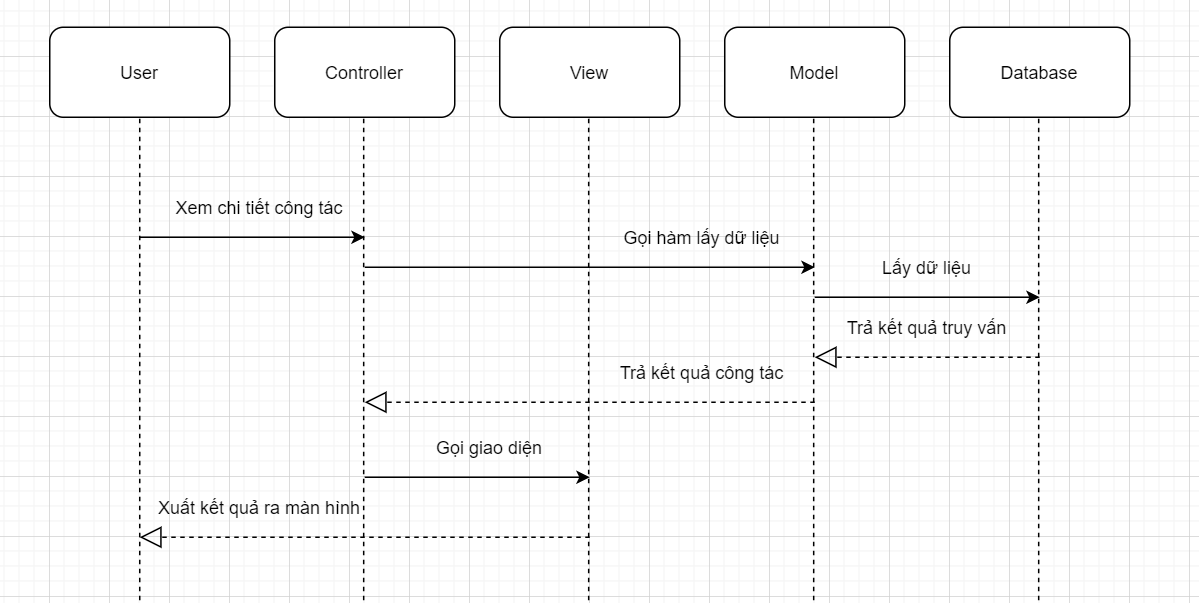 User
Controller
View
Model
Database
Xem chi tiết công tác
Gọi hàm lấy dữ liệu
Lấy dữ liệu
Trả kết quả truy vấn
Trả kết quả công tác
Gọi giao diện
Xuất kết quả ra màn hình